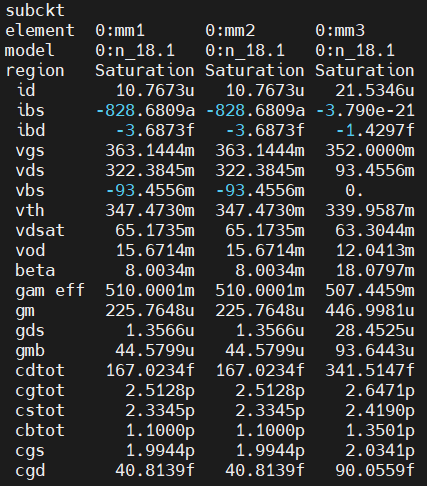 subckt
element 0:mm1 0:mm2 0:mm3
model 0:n_18.1 0:n_18.1 0:n_18.1
region Saturation Saturation Saturation
id 10.7673u 10.7673u 21.5346u
ibs -828.6809a -828.6809a -3.790e-21
ibd -3.6873f -3.6873f -1.4297f
vgs 363.1444m 363.1444m 352.0000m
vds 322.3845m 322.3845m 93.4556m
vbs -93.4556m -93.4556m 0.
vth 347.4730m 347.4730m 339.9587m
vdsat 65.1735m 65.1735m 63.3044m
vod 15.6714m 15.6714m 12.0413m
beta 8.0034m 8.0034m 18.0797m
gam eff 510.0001m 510.0001m 507.4459m
gm 225.7648u 225.7648u 446.9981u
gds 1.3566u 1.3566u 28.4525u
gmb 44.5799u 44.5799u 93.6443u
cdtot 167.0234f 167.0234f 341.5147f
cgtot 2.5128p 2.5128p 2.6471p
cstot 2.3345p 2.3345p 2.4190p
cbtot 1.1000p 1.1000p 1.3501p
cgs 1.9944p 1.9944p 2.0341p
cgd 40.8139f 40.8139f 90.0559f